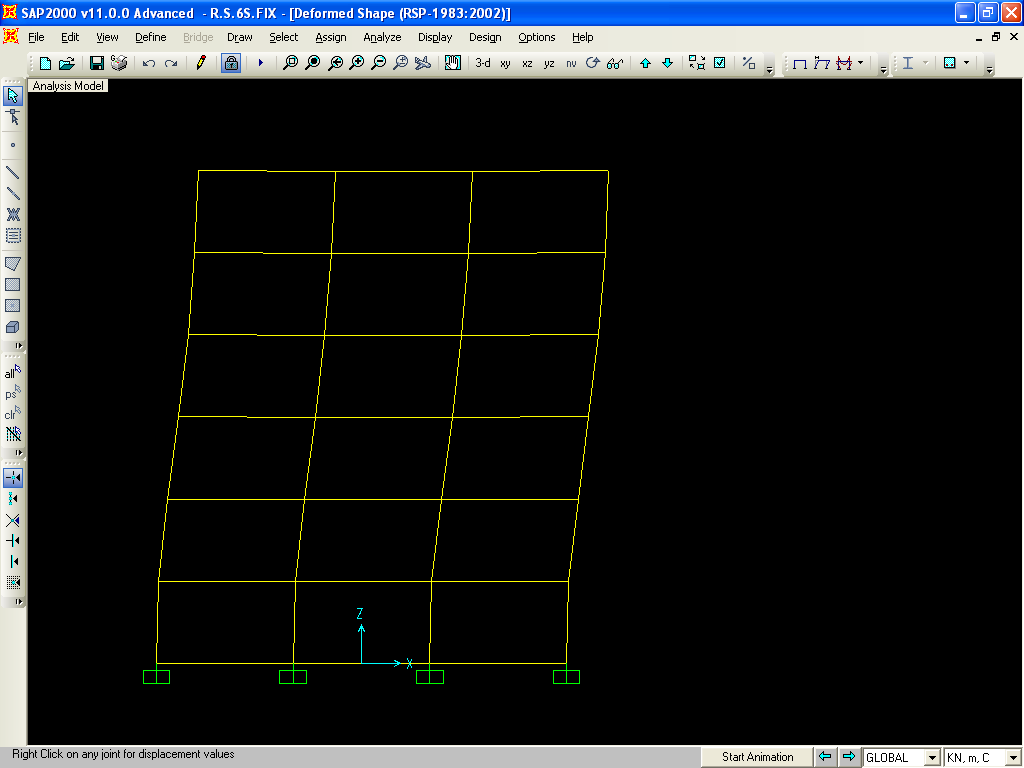 SAP2000 v11.0.0 Advanced - R.S.6S.FIX - [Deformed Shape (RSP-1983:2002)]
File Edit View Define Bridge Draw Select Assign Analyze Display Design Options Help
3-d xy xz yz nv
Analysis Model
all
ps
clr
Z
X
Right Click on any joint for displacement values
Start Animation
GLOBAL
KN, m, C